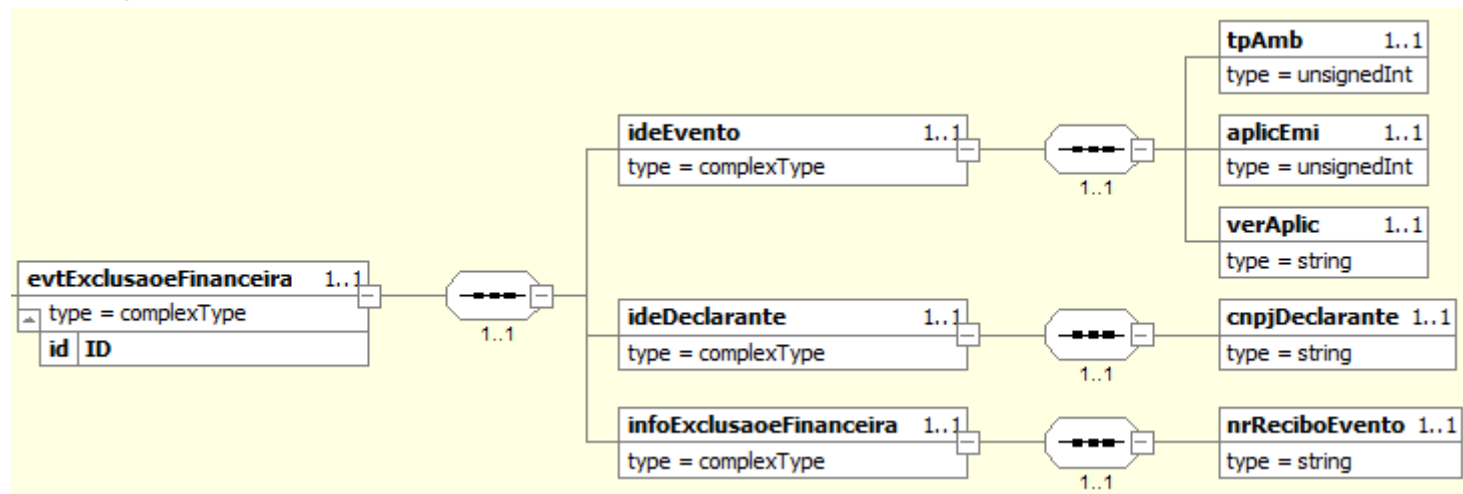 tpAmb 1..1
type = unsignedInt
ideEvento 1..1
type = complexType
1..1
aplicEmi 1..1
type = unsignedInt
verAplic 1..1
type = string
evtExclusaoeFinanceira 1..1
type = complexType
id ID
1..1
ideDeclarante 1..1
type = complexType
1..1
cnpjDeclarante 1..1
type = string
infoExclusaoeFinanceira 1..1
type = complexType
1..1
nrReciboEvento 1..1
type = string